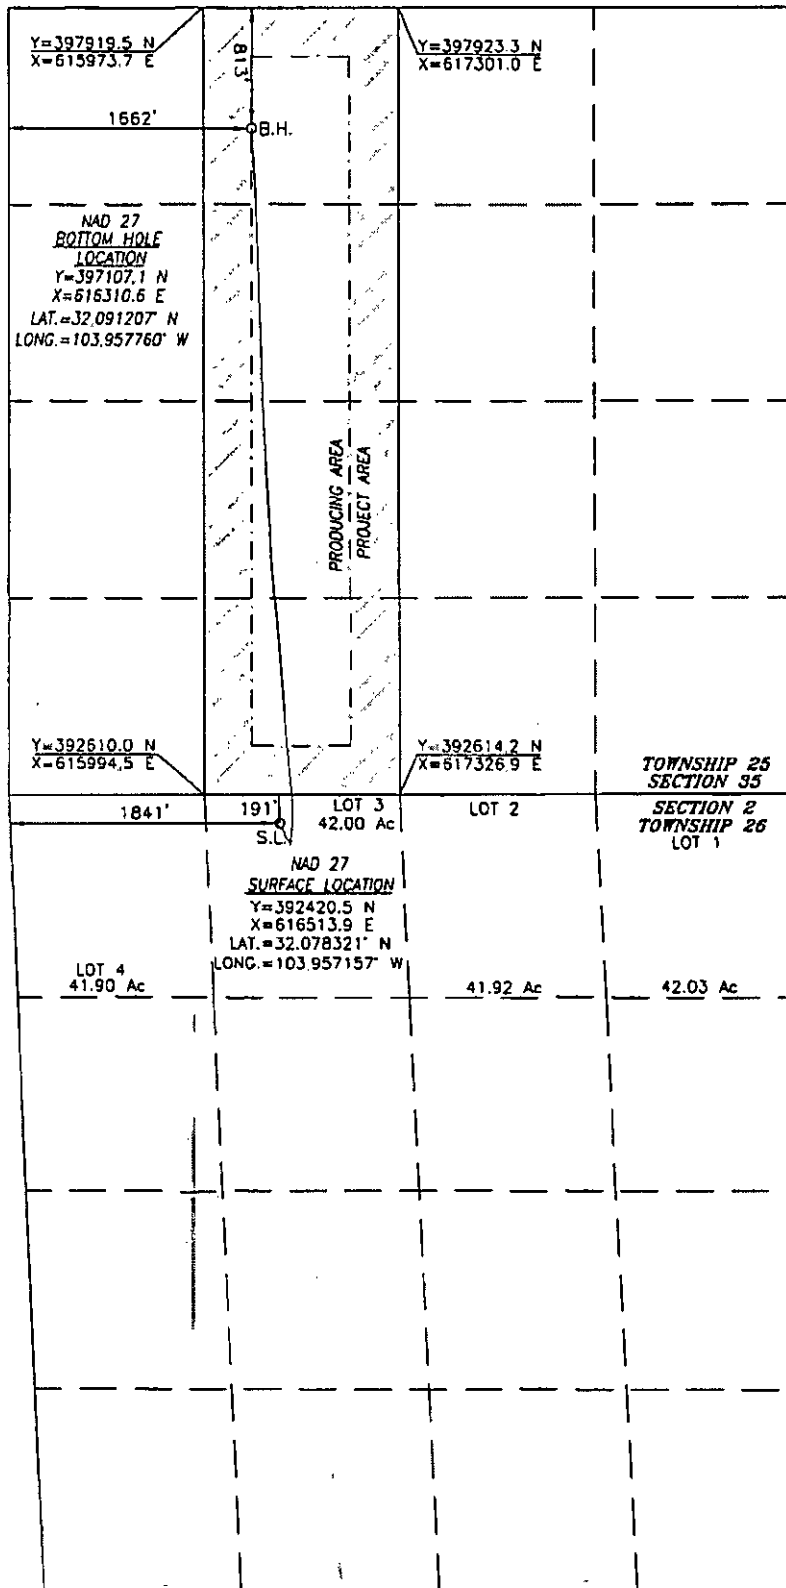 Y=397919.5 N
X=615973.7 E
813'
Y=397923.3 N
X=617301.0 E
1662'
B.H.
NAD 27
BOTTOM HOLE
LOCATION
Y=397107.1 N
X=616310.6 E
LAT.=32.091207° N
LONG.=103.957760° W
PRODUCING AREA
PROJECT AREA
Y=392610.0 N
X=615994.5 E
Y=392614.2 N
X=617326.9 E
TOWNSHIP 25
SECTION 35
1841'
191'
S.L.
LOT 3
42.00 Ac
LOT 2
SECTION 2
TOWNSHIP 26
LOT 1
NAD 27
SURFACE LOCATION
Y=392420.5 N
X=616513.9 E
LAT.=32.078321° N
LONG.=103.957157° W
LOT 4
41.90 Ac
41.92 Ac
42.03 Ac